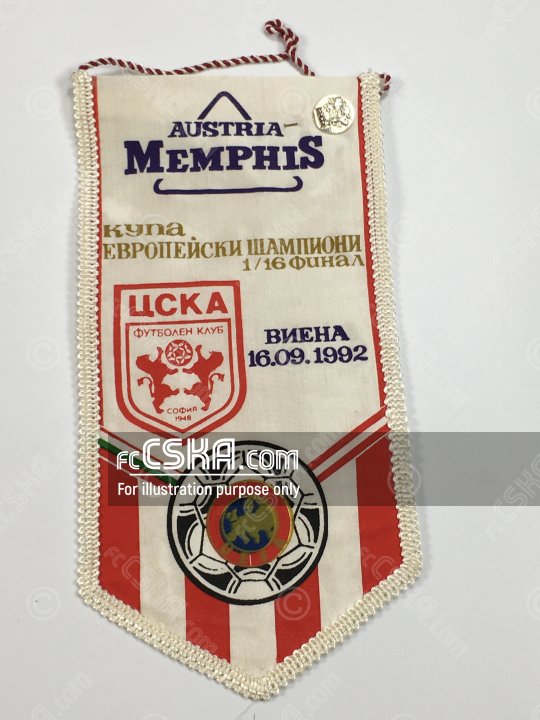 AUSTRIA
MEMPHIS
купа
ЕВРОПЕЙСКИ ШАМПИОНИ
1/16 ФИНАЛ
ЦСКА
ФУТБОЛЕН КЛУБ
СОФИЯ
1948
ВИЕНА
16.09.1992
fcCSKA.com
For illustration purpose only